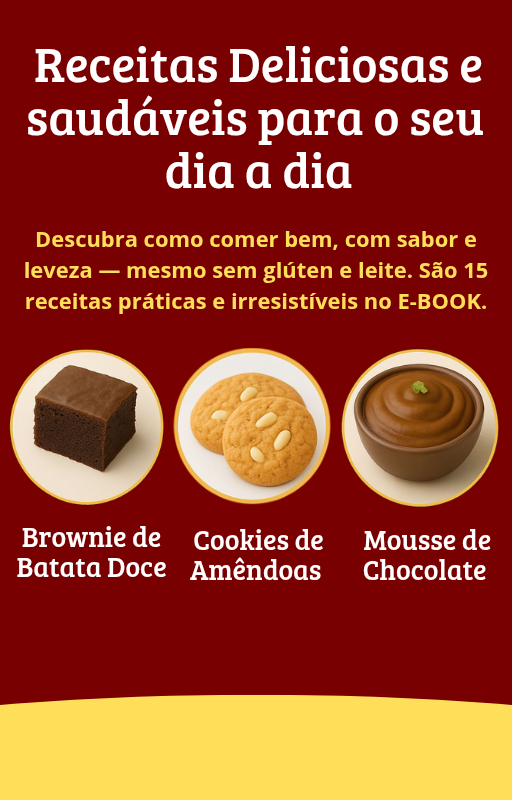 Receitas Deliciosas e
saudáveis para o seu
dia a dia
Descubra como comer bem, com sabor e
leveza — mesmo sem glúten e leite. São 15
receitas práticas e irresistíveis no E-BOOK.
Brownie de
Batata Doce
Cookies de
Amêndoas
Mousse de
Chocolate